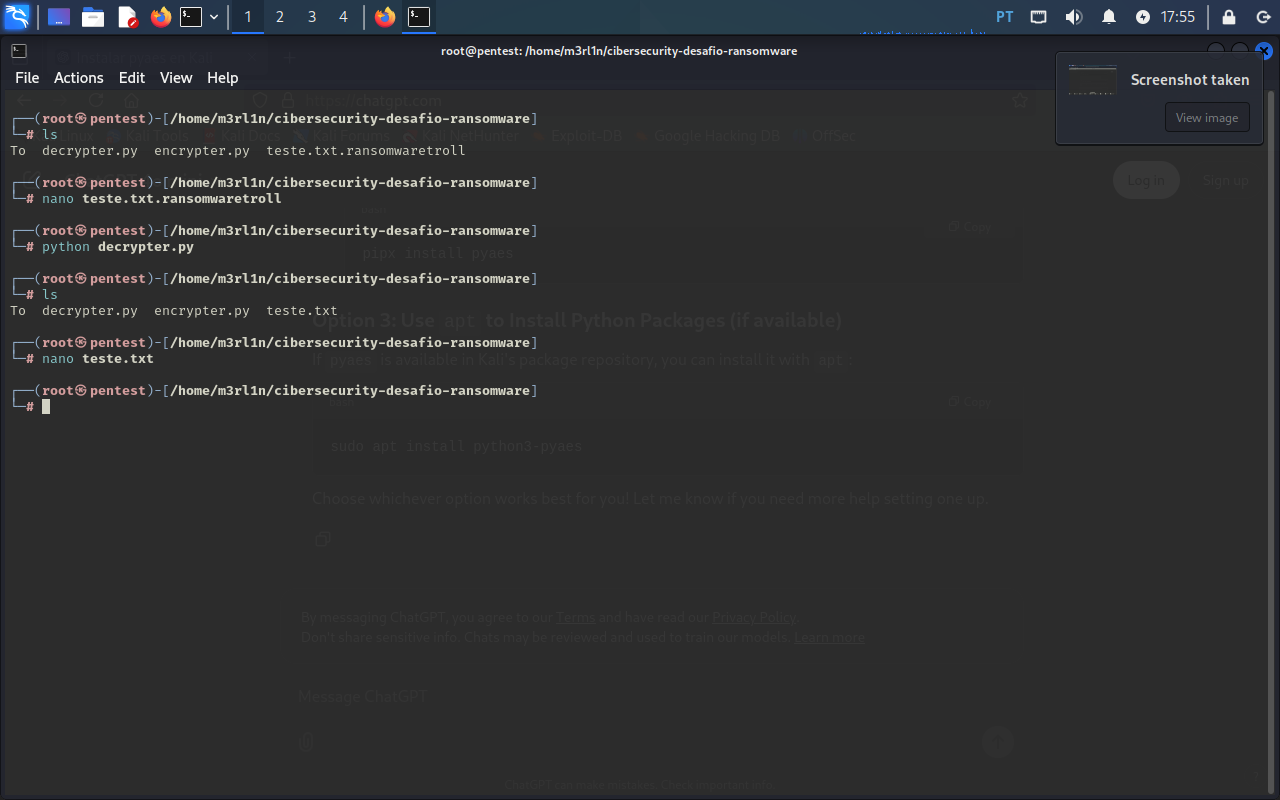 1 2 3 4 PT 17:55
root@pentest: /home/m3rl1n/cibersecurity-desafio-ransomware
File Actions Edit View Help
Screenshot taken
View image
https://chatgpt.com
Kali Tools Kali Docs Kali Forums Kali NetHunter Exploit-DB Google Hacking DB OffSec
Log in Sign up
┌──(root㉿pentest)-[/home/m3rl1n/cibersecurity-desafio-ransomware]
└─# ls
To decrypter.py encrypter.py teste.txt.ransomwaretroll
┌──(root㉿pentest)-[/home/m3rl1n/cibersecurity-desafio-ransomware]
└─# nano teste.txt.ransomwaretroll
┌──(root㉿pentest)-[/home/m3rl1n/cibersecurity-desafio-ransomware]
└─# python decrypter.py
┌──(root㉿pentest)-[/home/m3rl1n/cibersecurity-desafio-ransomware]
└─# ls
To decrypter.py encrypter.py teste.txt
┌──(root㉿pentest)-[/home/m3rl1n/cibersecurity-desafio-ransomware]
└─# nano teste.txt
┌──(root㉿pentest)-[/home/m3rl1n/cibersecurity-desafio-ransomware]
└─#
Copy
pipx install pyaes
Option 3: Use apt to Install Python Packages (if available)
If pyaes is available in Kali's package repository, you can install it with apt
Copy
sudo apt install python3-pyaes
Choose whichever option works best for you! Let me know if you need more help setting one up.
By messaging ChatGPT, you agree to our Terms and have read our Privacy Policy.
Don't share sensitive info. Chats may be reviewed and used to train our models. Learn more
Message ChatGPT
ChatGPT can make mistakes. Check important info.